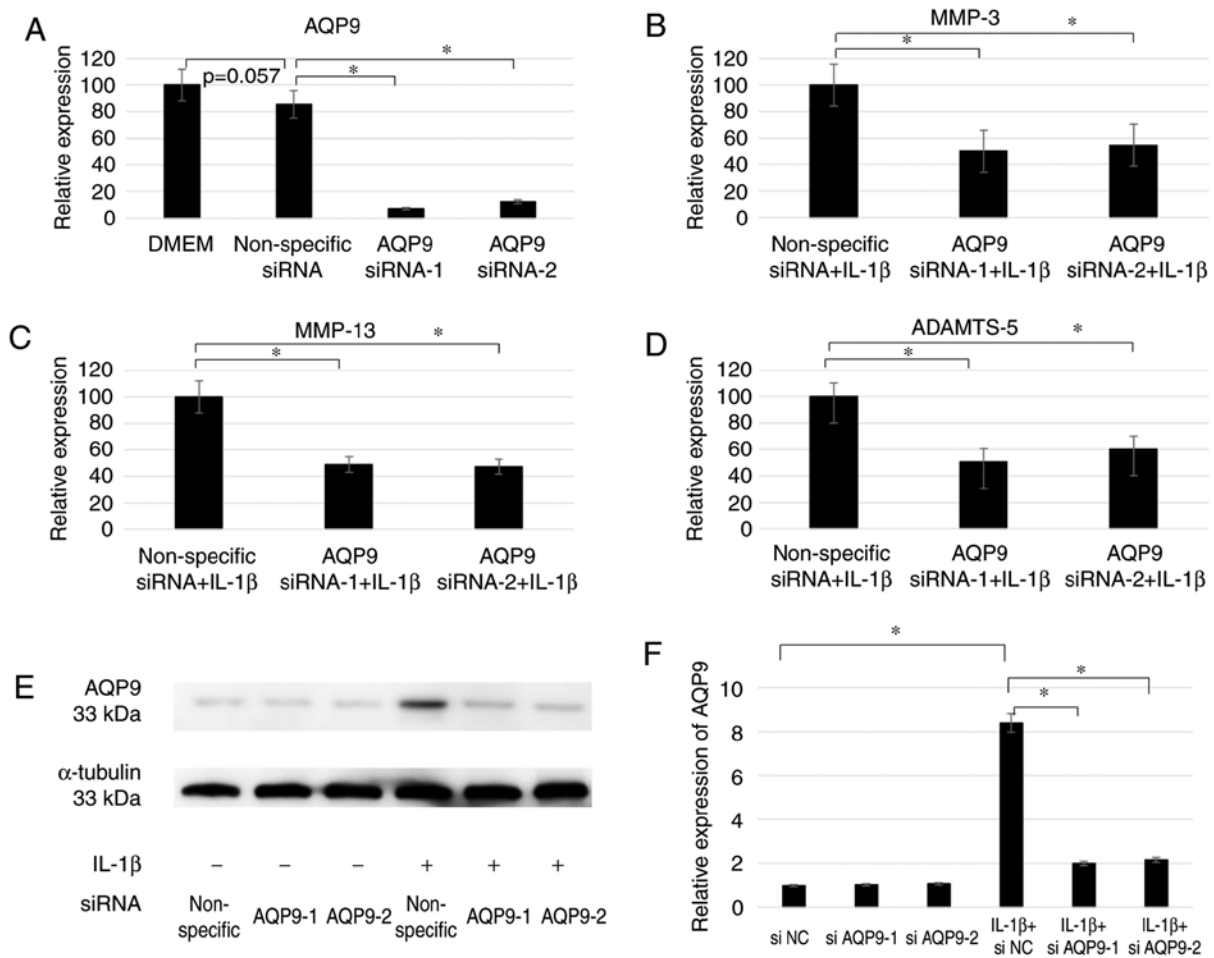 A
AQP9
Relative expression
120
100
80
60
40
20
0
p=0.057
*
*
DMEM
Non-specific
siRNA
AQP9
siRNA-1
AQP9
siRNA-2
B
MMP-3
*
*
Relative expression
120
100
80
60
40
20
0
Non-specific
siRNA+IL-1β
AQP9
siRNA-1+IL-1β
AQP9
siRNA-2+IL-1β
C
MMP-13
*
*
Relative expression
120
100
80
60
40
20
0
Non-specific
siRNA+IL-1β
AQP9
siRNA-1+IL-1β
AQP9
siRNA-2+IL-1β
D
ADAMTS-5
*
*
Relative expression
120
100
80
60
40
20
0
Non-specific
siRNA+IL-1β
AQP9
siRNA-1+IL-1β
AQP9
siRNA-2+IL-1β
E
AQP9
33 kDa
α-tubulin
33 kDa
IL-1β – – – + + +
siRNA
Non-
specific
AQP9-1
AQP9-2
Non-
specific
AQP9-1
AQP9-2
F
*
*
*
Relative expression of AQP9
10
8
6
4
2
0
si NC
si AQP9-1
si AQP9-2
IL-1β+
si NC
IL-1β+
si AQP9-1
IL-1β+
si AQP9-2